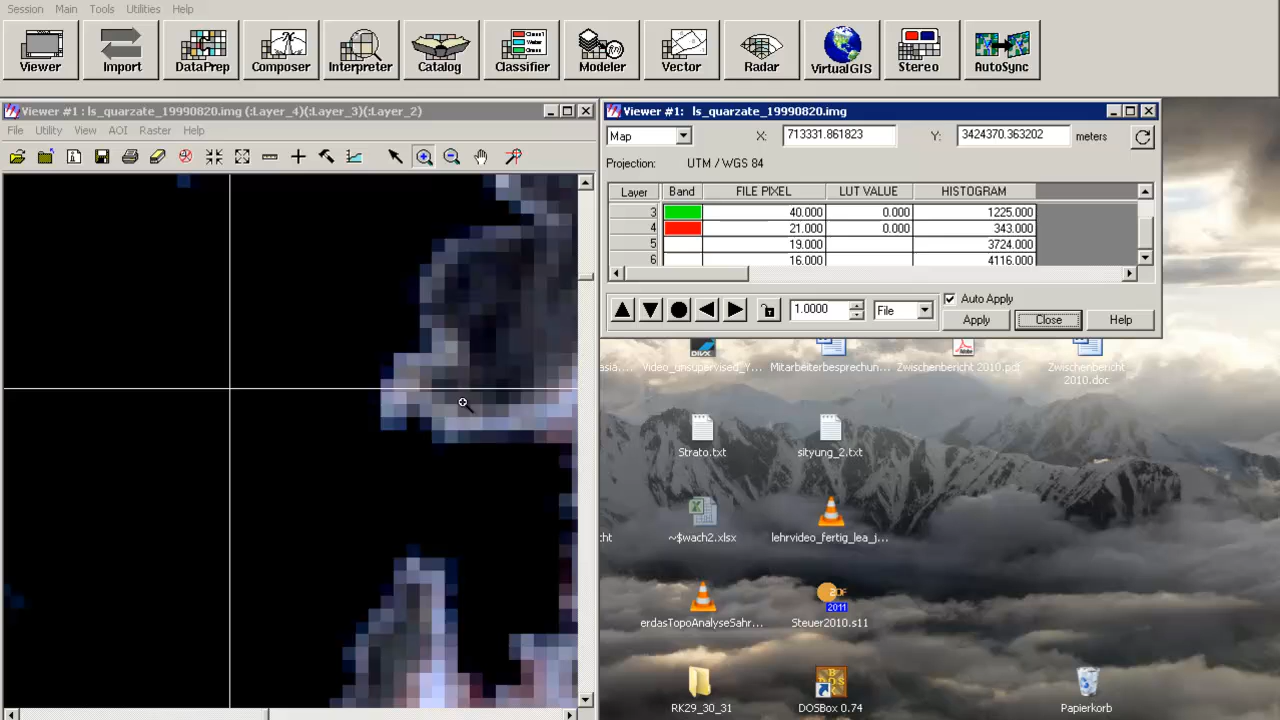 Session Main Tools Utilities Help
Viewer Import DataPrep Composer Interpreter Catalog Classifier Modeler Vector Radar VirtualGIS Stereo AutoSync
Viewer #1 : ls_quarzate_19990820.img (:Layer_4)(:Layer_3)(:Layer_2)
File Utility View AOI Raster Help
Viewer #1: ls_quarzate_19990820.img
Map X: 713331.861823 Y: 3424370.363202 meters
Projection: UTM / WGS 84
Layer Band FILE PIXEL LUT VALUE HISTOGRAM
3 40.000 0.000 1225.000
4 21.000 0.000 343.000
5 19.000 3724.000
6 16.000 4116.000
1.0000 File Auto Apply
Apply Close Help
asia.... Video_unsupervised_Y... Mitarbeiterbesprechun... Zwischenbericht 2010.pdf Zwischenbericht
2010.doc
Strato.txt sityung_2.txt
cht ~$wach2.xlsx lehrvideo_fertig_lea_j...
2011
erdasTopoAnalyseSahr... Steuer2010.s11
RK29_30_31 DOSBox 0.74 Papierkorb